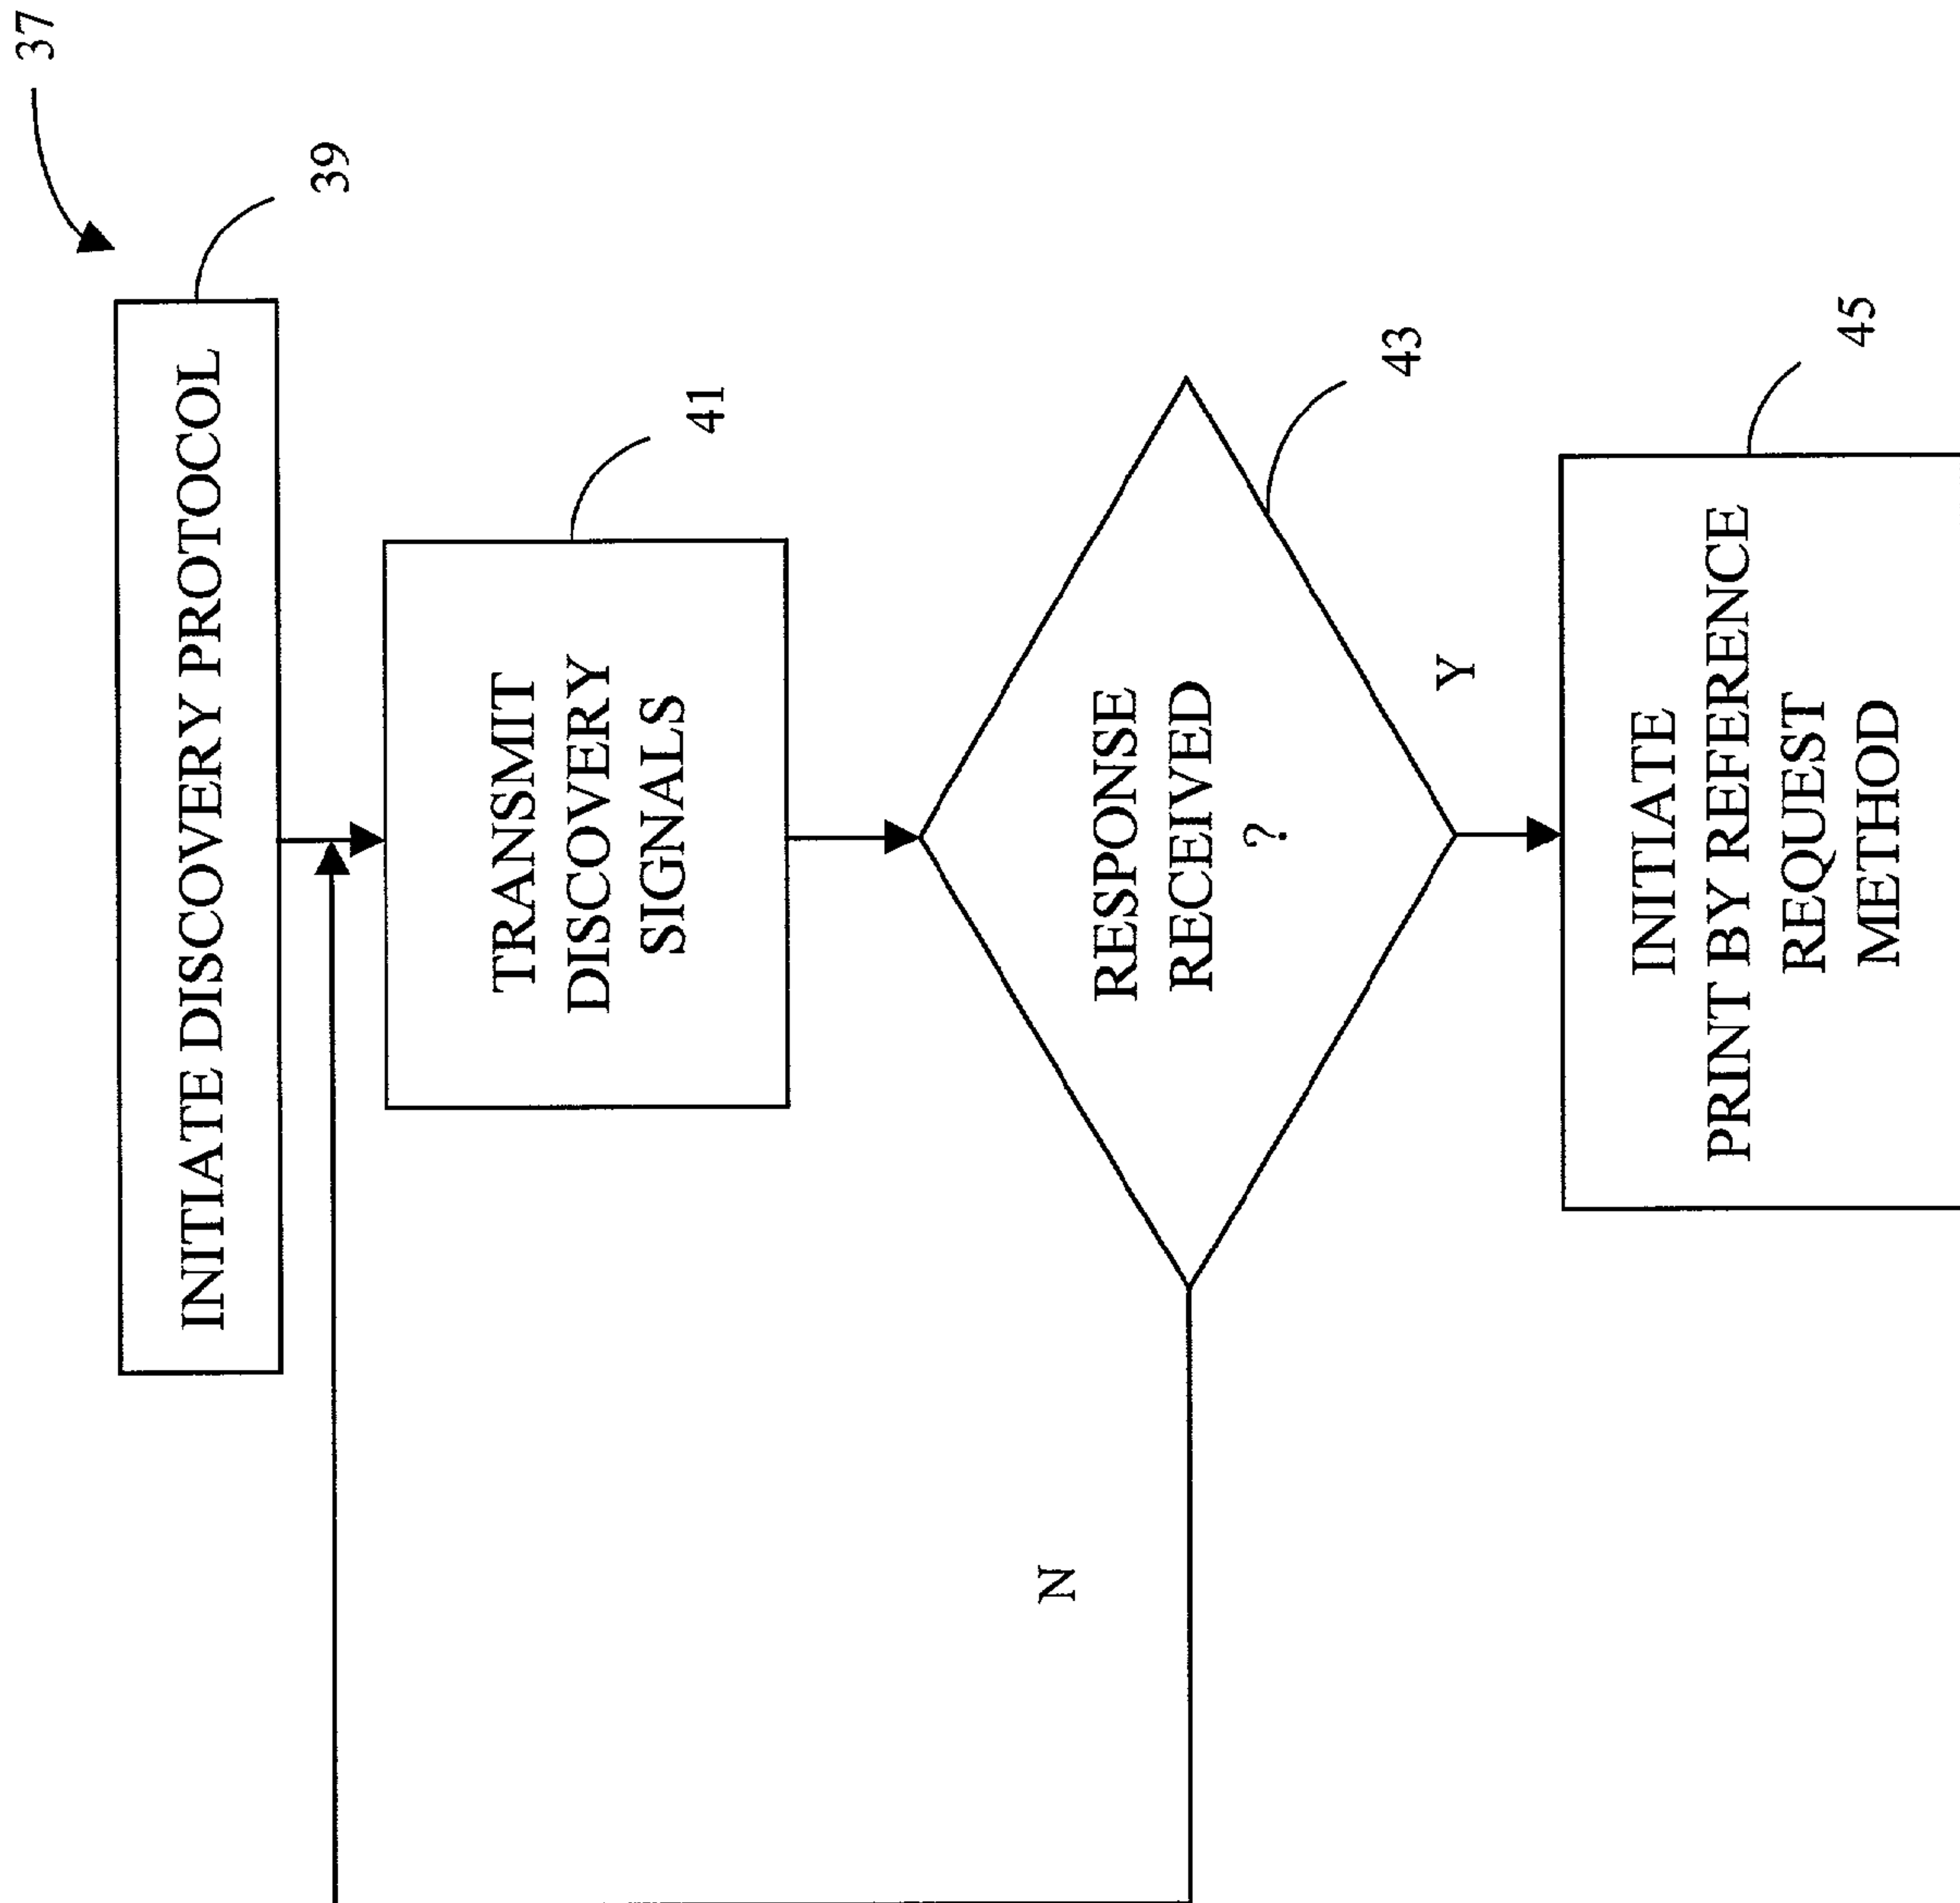 37
INITIATE DISCOVERY PROTOCOL
39
TRANSMIT
DISCOVERY
SIGNALS
41
RESPONSE
RECEIVED
?
43
N
Y
INITIATE
PRINT BY REFERENCE
REQUEST
METHOD
45